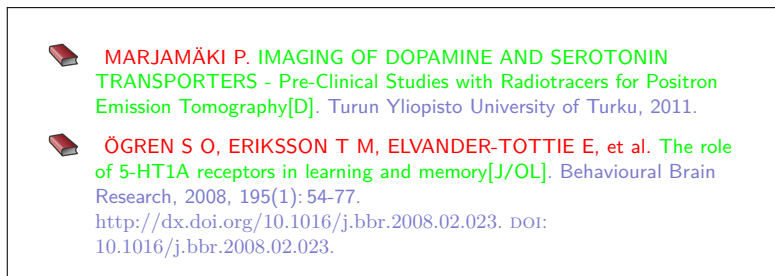 MARJAMÄKI P. IMAGING OF DOPAMINE AND SEROTONIN
TRANSPORTERS - Pre-Clinical Studies with Radiotracers for Positron
Emission Tomography[D]. Turun Yliopisto University of Turku, 2011.
ÖGREN S O, ERIKSSON T M, ELVANDER-TOTTIE E, et al. The role
of 5-HT1A receptors in learning and memory[J/OL]. Behavioural Brain
Research, 2008, 195(1): 54-77.
http://dx.doi.org/10.1016/j.bbr.2008.02.023. DOI:
10.1016/j.bbr.2008.02.023.